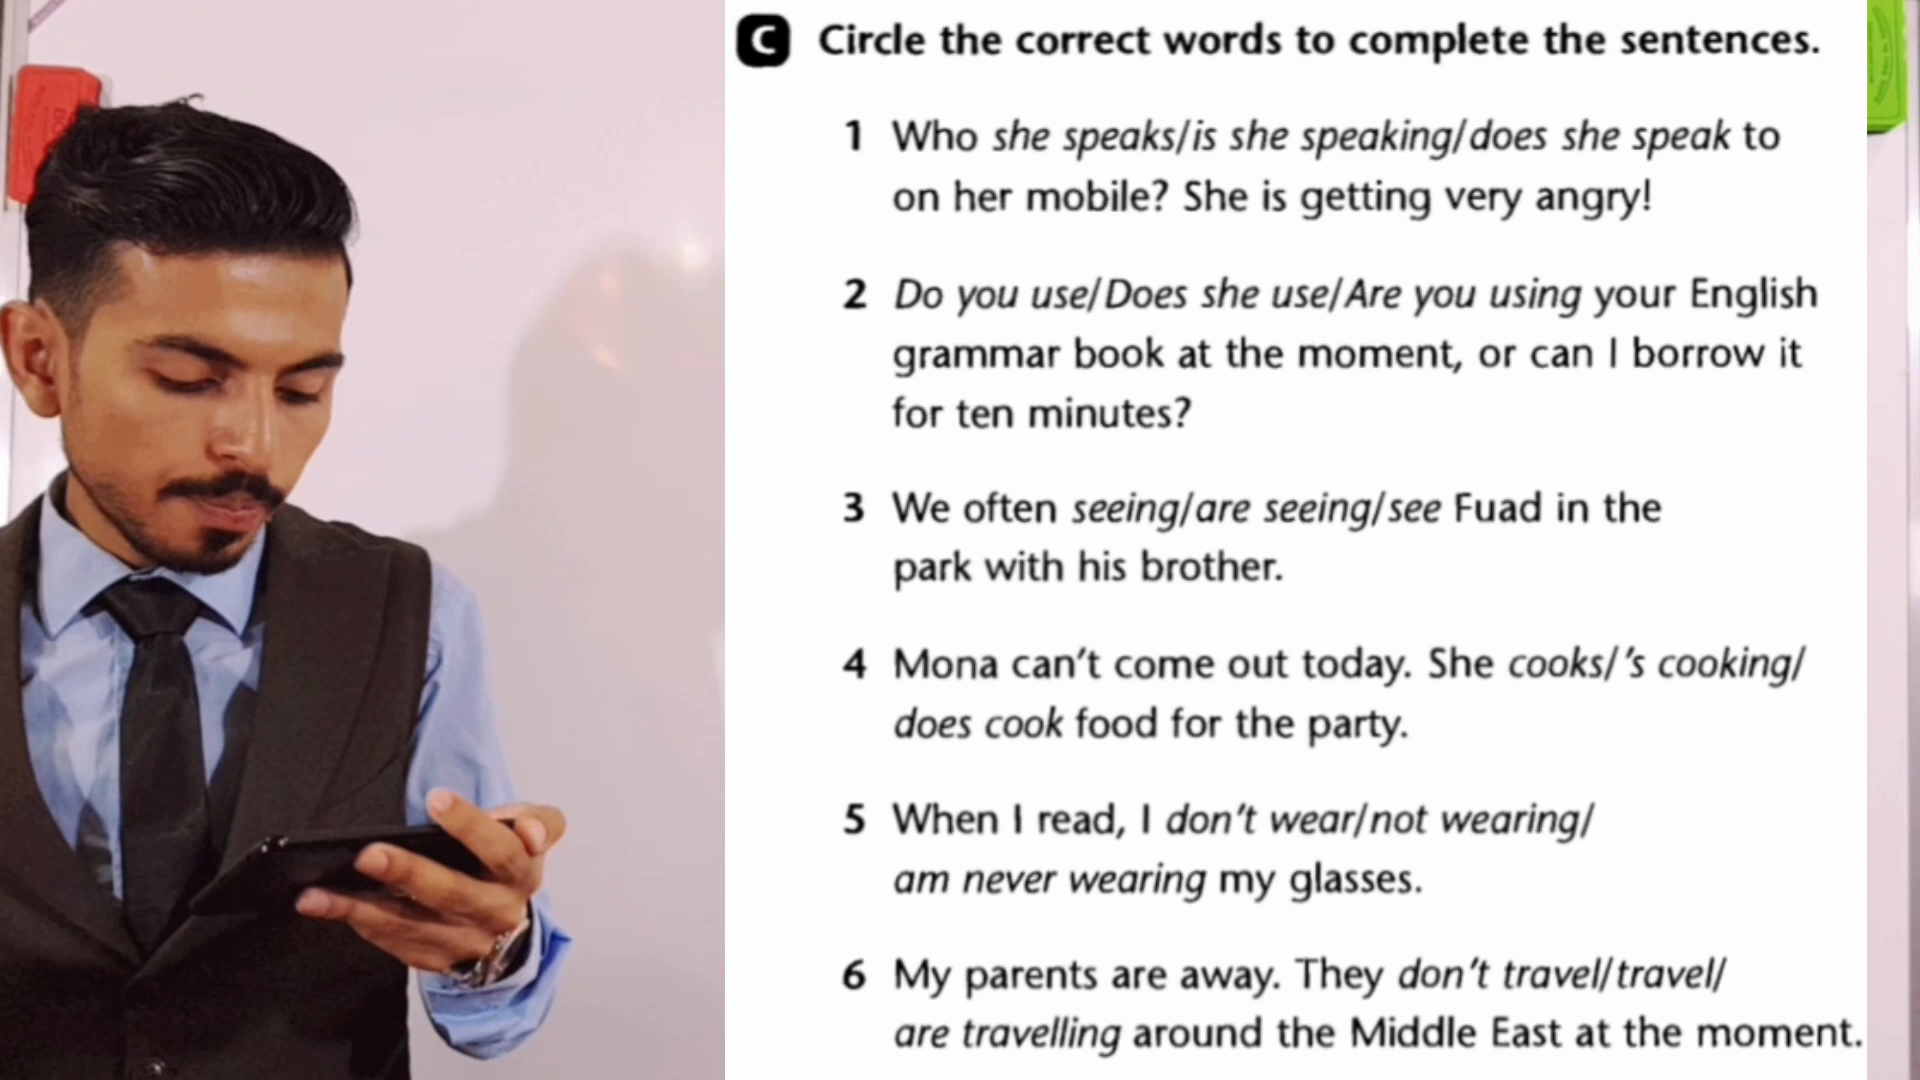 C Circle the correct words to complete the sentences.
1 Who she speaks/is she speaking/does she speak to
on her mobile? She is getting very angry!
2 Do you use/Does she use/Are you using your English
grammar book at the moment, or can I borrow it
for ten minutes?
3 We often seeing/are seeing/see Fuad in the
park with his brother.
4 Mona can't come out today. She cooks/'s cooking/
does cook food for the party.
5 When I read, I don't wear/not wearing/
am never wearing my glasses.
6 My parents are away. They don't travel/travel/
are travelling around the Middle East at the moment.